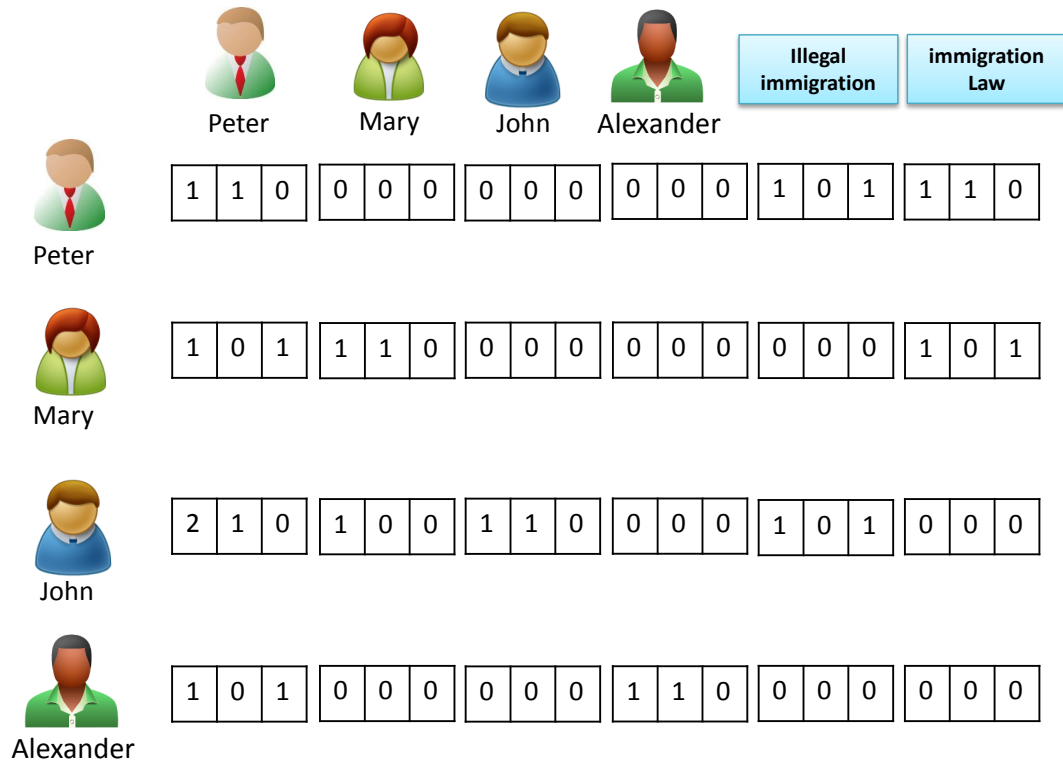 Illegal immigration
immigration Law
Peter Mary John Alexander
1 1 0 0 0 0 0 0 0 0 0 0 1 0 1 1 1 0
Peter
1 0 1 1 1 0 0 0 0 0 0 0 0 0 0 1 0 1
Mary
2 1 0 1 0 0 1 1 0 0 0 0 1 0 1 0 0 0
John
1 0 1 0 0 0 0 0 0 1 1 0 0 0 0 0 0 0
Alexander